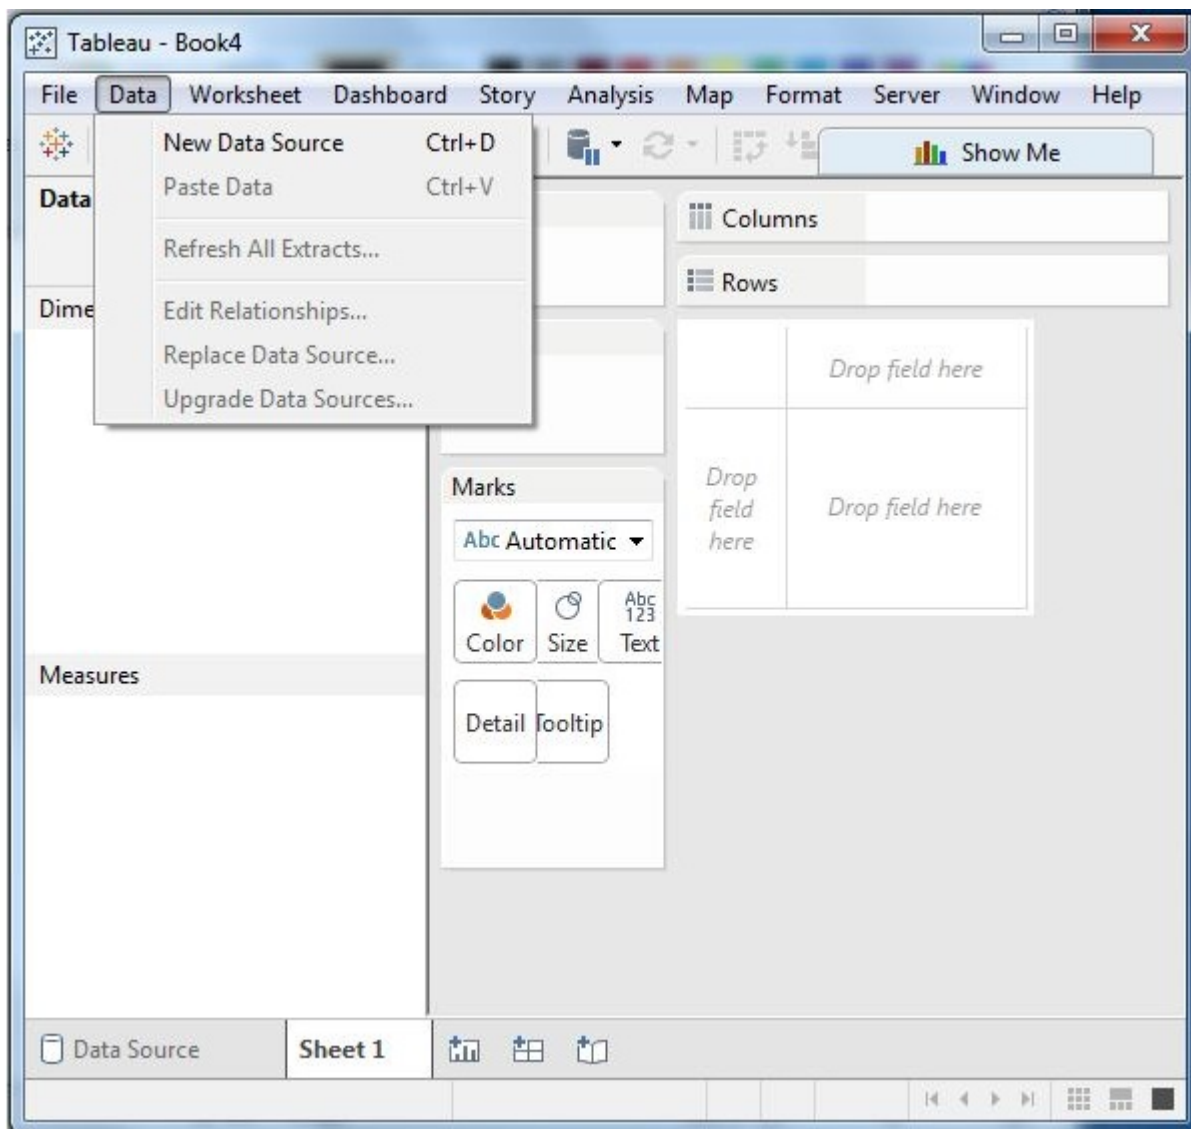 Tableau - Book4
File Data Worksheet Dashboard Story Analysis Map Format Server Window Help
New Data Source Ctrl+D
Show Me
Paste Data Ctrl+V
Data
Columns
Refresh All Extracts...
Rows
Dime
Edit Relationships...
Replace Data Source...
Upgrade Data Sources...
Drop field here
Marks
Abc Automatic
Drop
field
here
Drop field here
Abc
123
Color Size Text
Measures
Detail Tooltip
Data Source Sheet 1